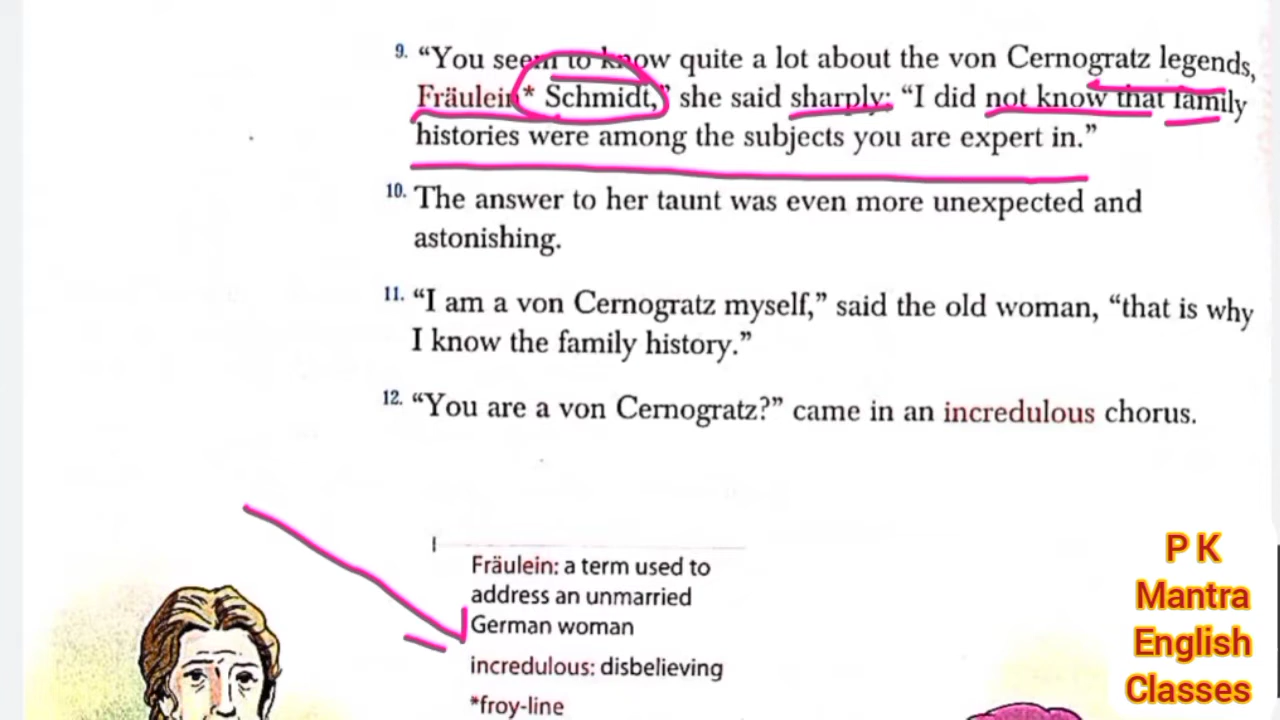 9. “You seem to know quite a lot about the von Cernogratz legends,
Fräulein* Schmidt,” she said sharply: “I did not know that family
histories were among the subjects you are expert in.”
10. The answer to her taunt was even more unexpected and
astonishing.
11. “I am a von Cernogratz myself,” said the old woman, “that is why
I know the family history.”
12. “You are a von Cernogratz?” came in an incredulous chorus.
Fräulein: a term used to
address an unmarried
German woman
incredulous: disbelieving
*froy-line
P K
Mantra
English
Classes